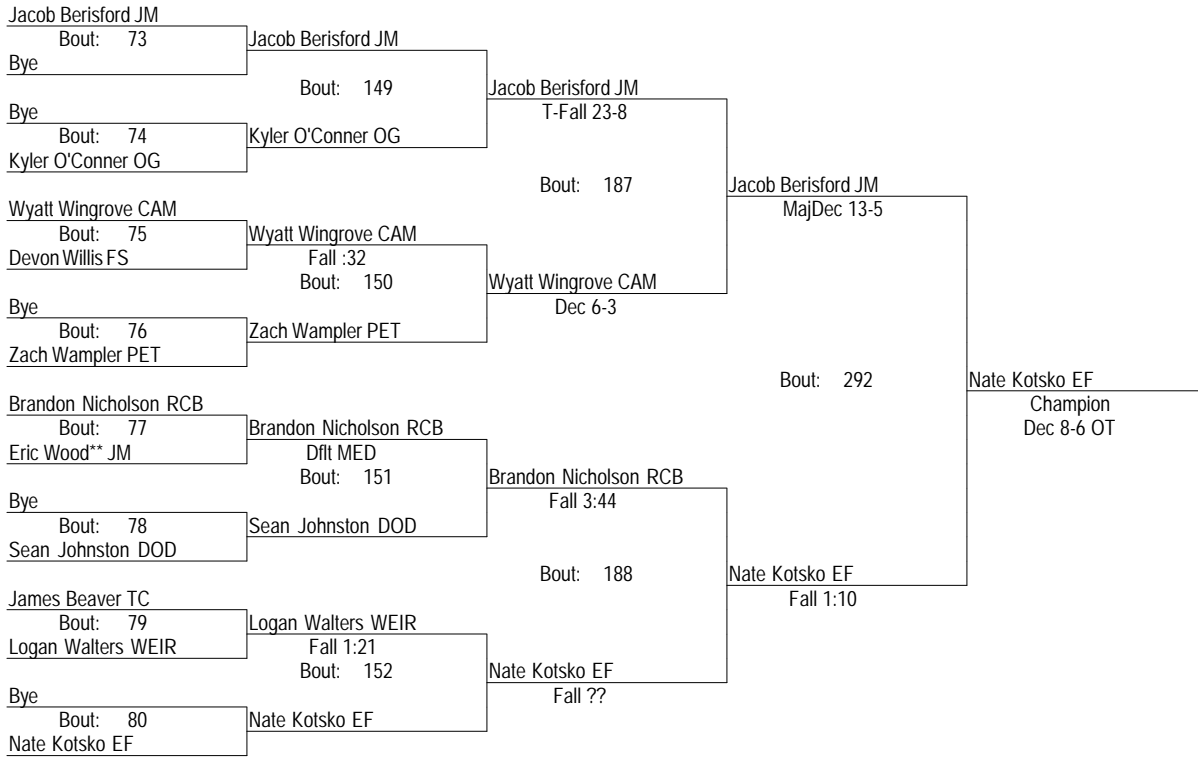 Jacob Berisford JM
Bout: 73
Bye
Jacob Berisford JM
Bout: 149
Bye
Bout: 74
Kyler O'Conner OG
Kyler O'Conner OG
Jacob Berisford JM
T-Fall 23-8
Bout: 187
Wyatt Wingrove CAM
Bout: 75
Devon Willis FS
Wyatt Wingrove CAM
Fall :32
Bout: 150
Bye
Bout: 76
Zach Wampler PET
Zach Wampler PET
Wyatt Wingrove CAM
Dec 6-3
Jacob Berisford JM
MajDec 13-5
Bout: 292
Brandon Nicholson RCB
Bout: 77
Eric Wood** JM
Brandon Nicholson RCB
Dflt MED
Bout: 151
Bye
Bout: 78
Sean Johnston DOD
Sean Johnston DOD
Brandon Nicholson RCB
Fall 3:44
Bout: 188
James Beaver TC
Bout: 79
Logan Walters WEIR
Logan Walters WEIR
Fall 1:21
Bout: 152
Bye
Bout: 80
Nate Kotsko EF
Nate Kotsko EF
Nate Kotsko EF
Fall ??
Nate Kotsko EF
Fall 1:10
Nate Kotsko EF
Champion
Dec 8-6 OT